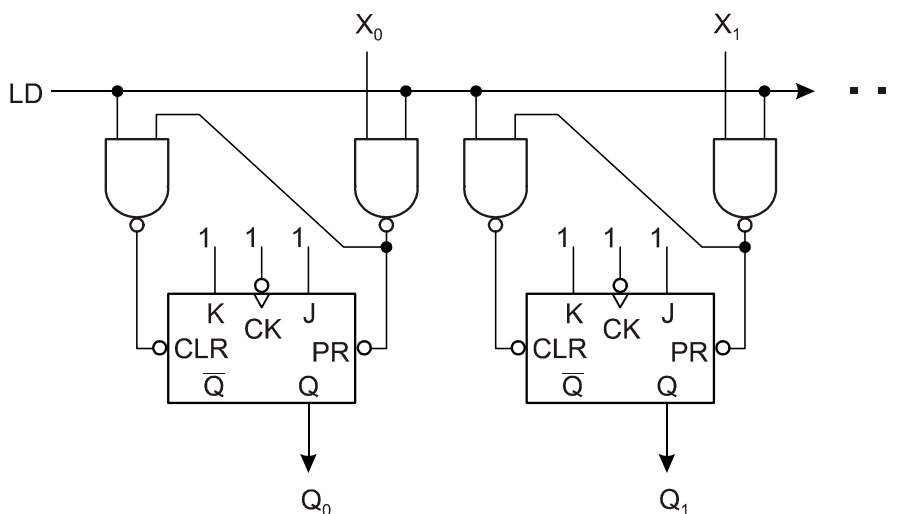 X₀ X₁
LD
1 1 1 1 1 1
K J K J
CK CK
CLR PR CLR PR
Q̅ Q Q̅ Q
Q₀ Q₁